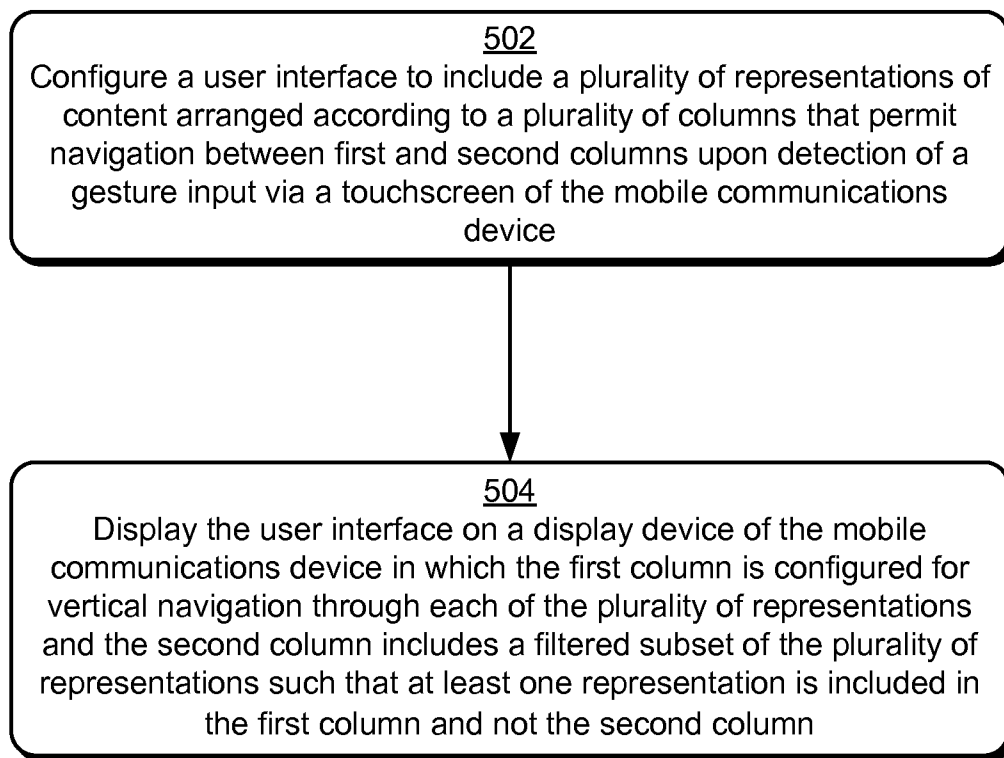 502
Configure a user interface to include a plurality of representations of
content arranged according to a plurality of columns that permit
navigation between first and second columns upon detection of a
gesture input via a touchscreen of the mobile communications
device
504
Display the user interface on a display device of the mobile
communications device in which the first column is configured for
vertical navigation through each of the plurality of representations
and the second column includes a filtered subset of the plurality of
representations such that at least one representation is included in
the first column and not the second column